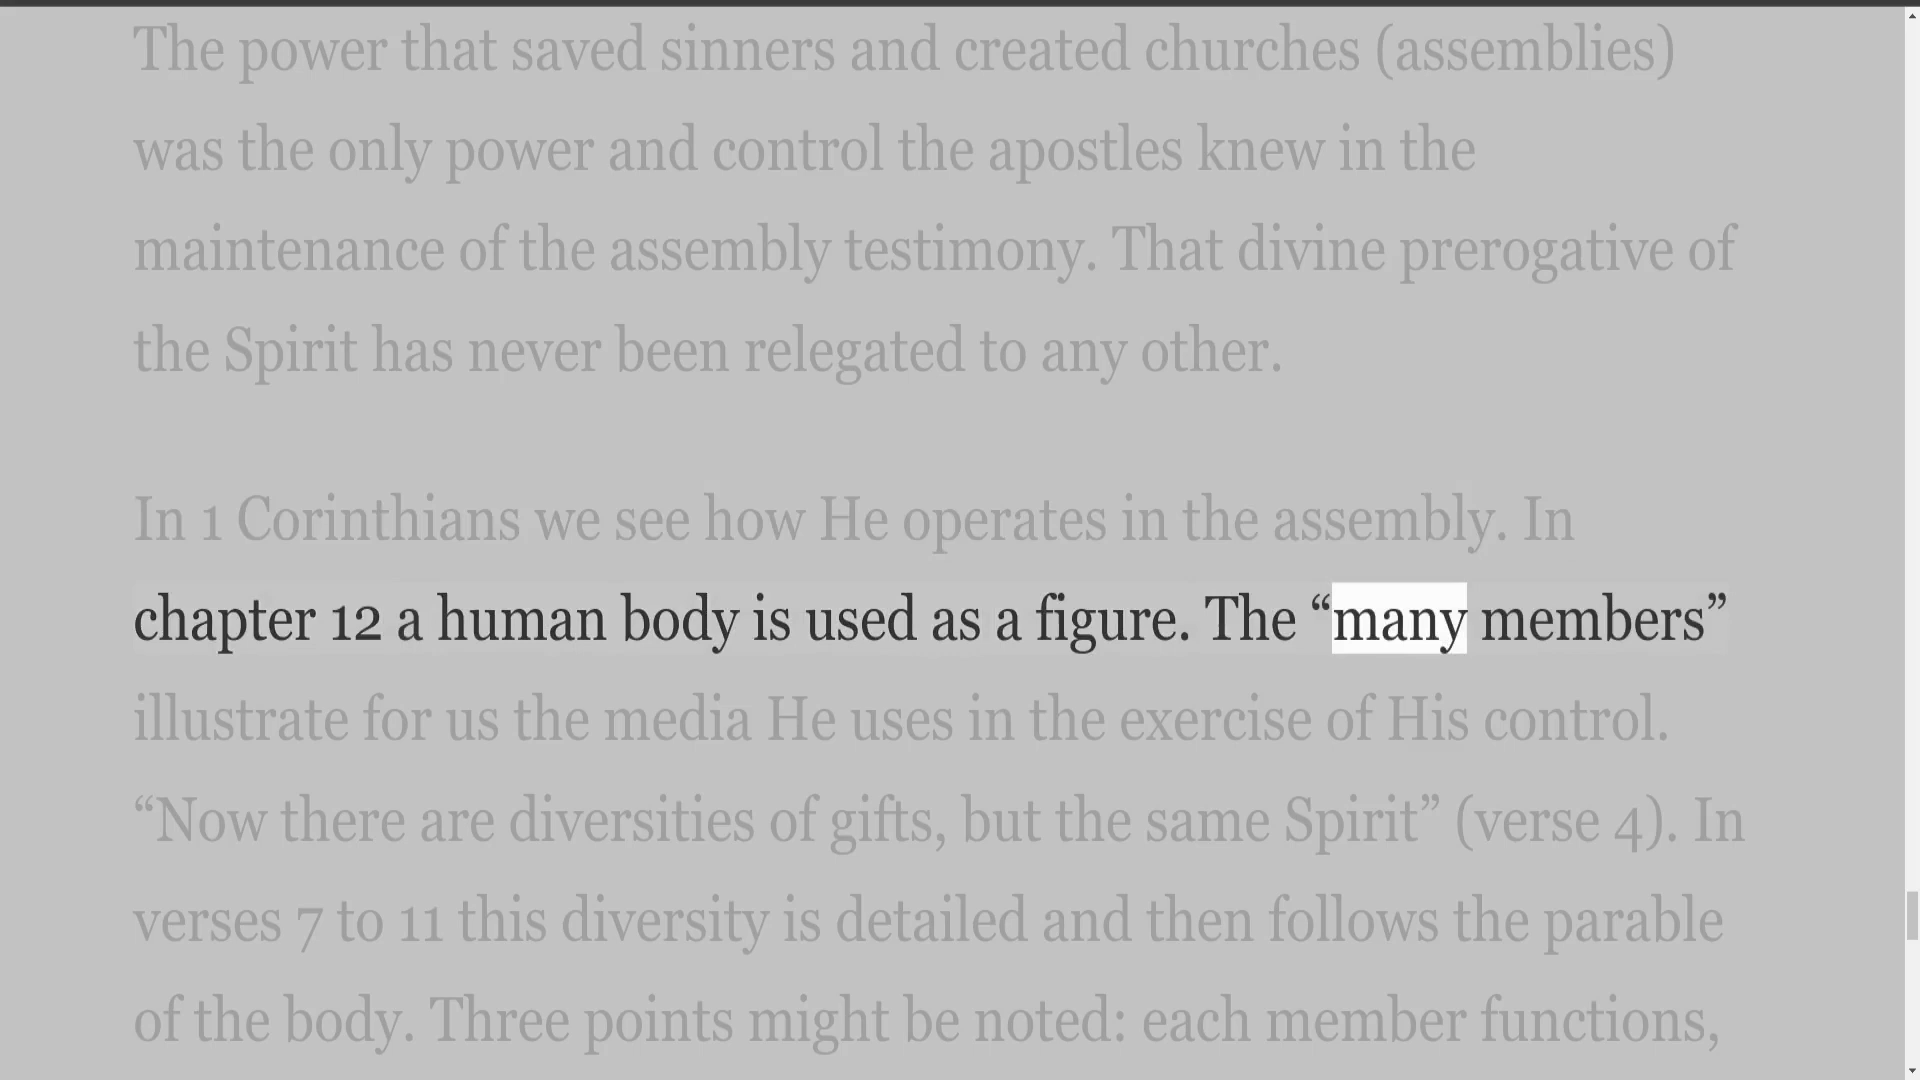 The power that saved sinners and created churches (assemblies)
was the only power and control the apostles knew in the
maintenance of the assembly testimony. That divine prerogative of
the Spirit has never been relegated to any other.
In 1 Corinthians we see how He operates in the assembly. In
chapter 12 a human body is used as a figure. The “many members”
illustrate for us the media He uses in the exercise of His control.
“Now there are diversities of gifts, but the same Spirit” (verse 4). In
verses 7 to 11 this diversity is detailed and then follows the parable
of the body. Three points might be noted: each member functions,